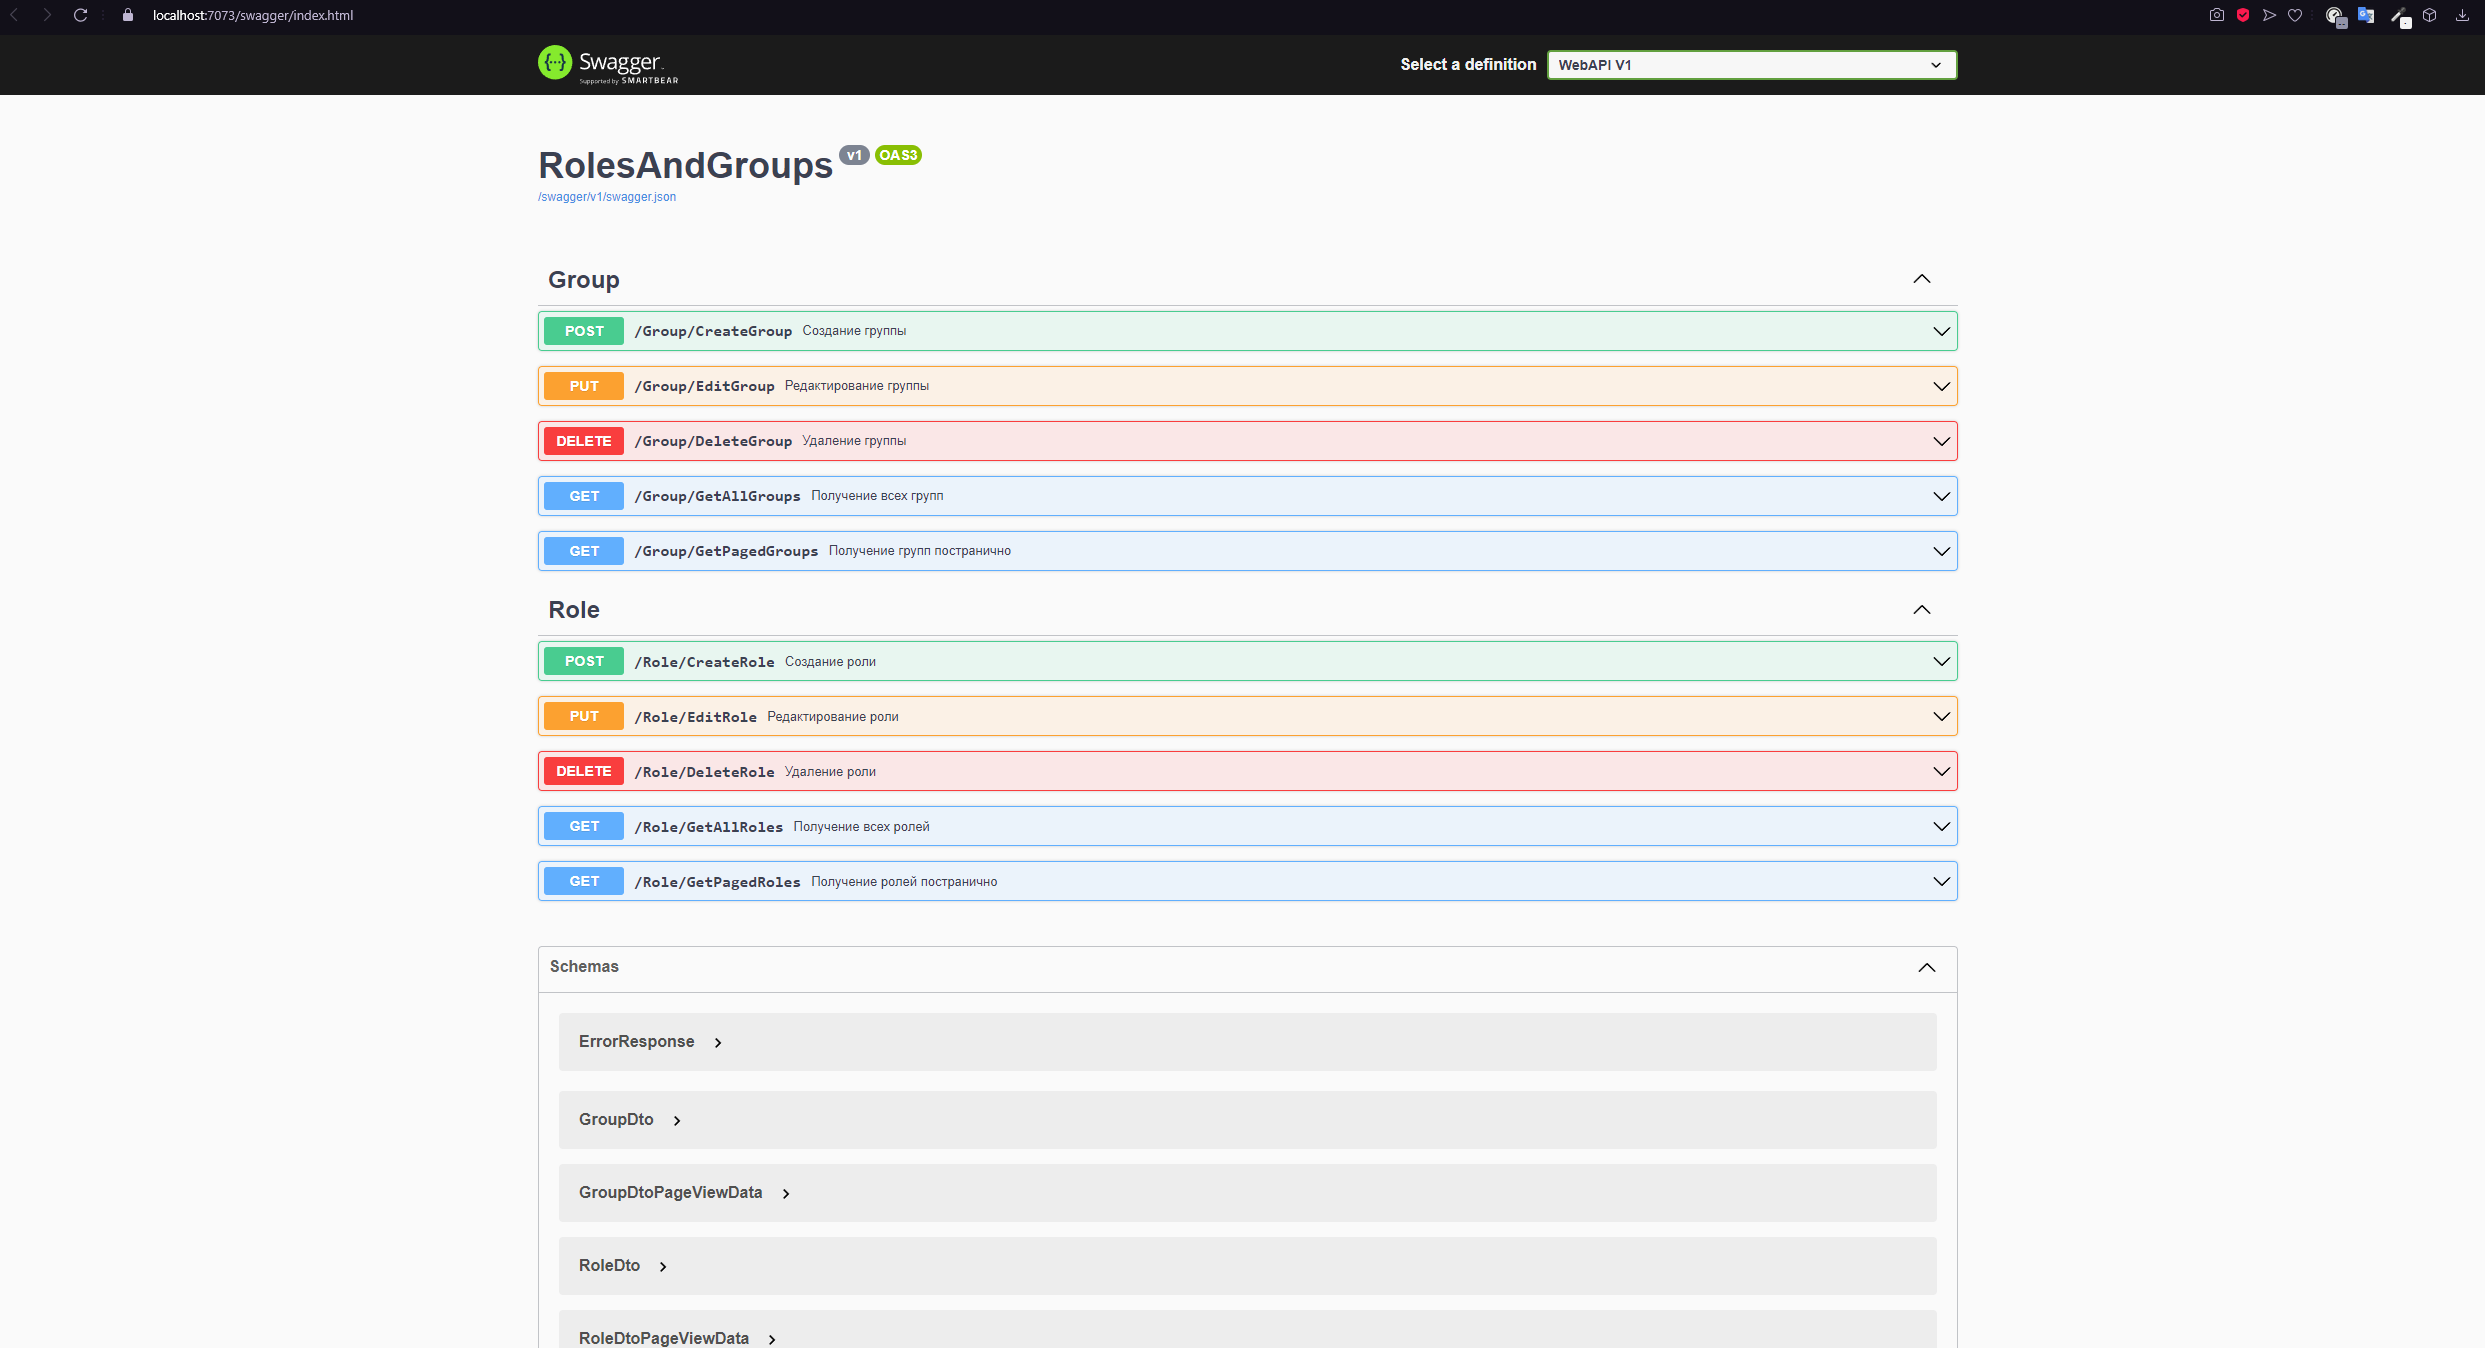 localhost:7073/swagger/index.html
Swagger
Supported by SMARTBEAR
Select a definition
WebAPI V1
RolesAndGroups v1 OAS3
/swagger/v1/swagger.json
Group
POST /Group/CreateGroup Создание группы
PUT /Group/EditGroup Редактирование группы
DELETE /Group/DeleteGroup Удаление группы
GET /Group/GetAllGroups Получение всех групп
GET /Group/GetPagedGroups Получение групп постранично
Role
POST /Role/CreateRole Создание роли
PUT /Role/EditRole Редактирование роли
DELETE /Role/DeleteRole Удаление роли
GET /Role/GetAllRoles Получение всех ролей
GET /Role/GetPagedRoles Получение ролей постранично
Schemas
ErrorResponse
GroupDto
GroupDtoPageViewData
RoleDto
RoleDtoPageViewData